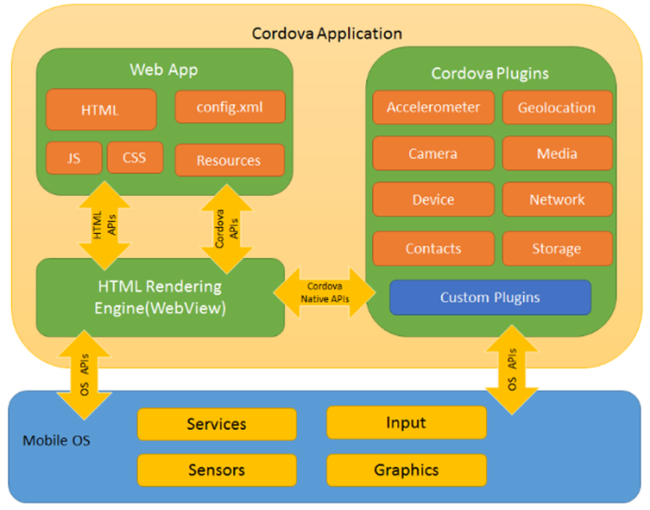 Cordova Application
Web App
HTML
config.xml
JS
CSS
Resources
HTML
APIs
Cordova
APIs
HTML Rendering
Engine(WebView)
Cordova
Native APIs
Cordova Plugins
Accelerometer
Geolocation
Camera
Media
Device
Network
Contacts
Storage
Custom Plugins
OS APIs
OS APIs
Mobile OS
Services
Input
Sensors
Graphics